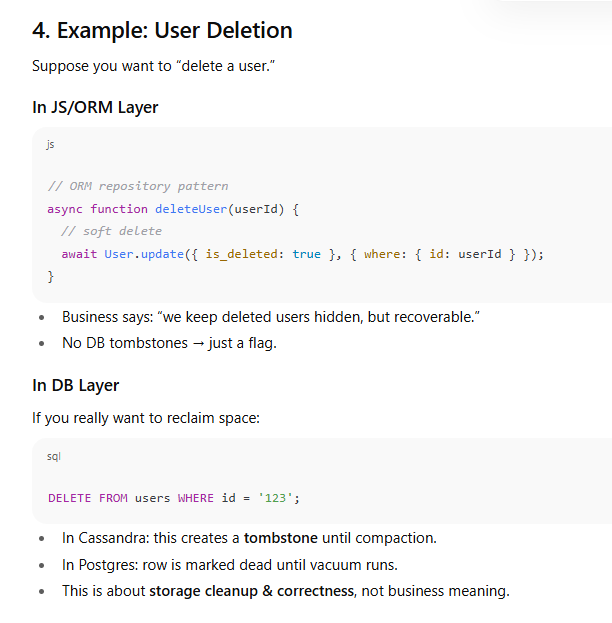 4. Example: User Deletion
Suppose you want to “delete a user.”
In JS/ORM Layer
js
// ORM repository pattern
async function deleteUser(userId) {
  // soft delete
  await User.update({ is_deleted: true }, { where: { id: userId } });
}
• Business says: “we keep deleted users hidden, but recoverable.”
• No DB tombstones → just a flag.
In DB Layer
If you really want to reclaim space:
sql
DELETE FROM users WHERE id = '123';
• In Cassandra: this creates a tombstone until compaction.
• In Postgres: row is marked dead until vacuum runs.
• This is about storage cleanup & correctness, not business meaning.